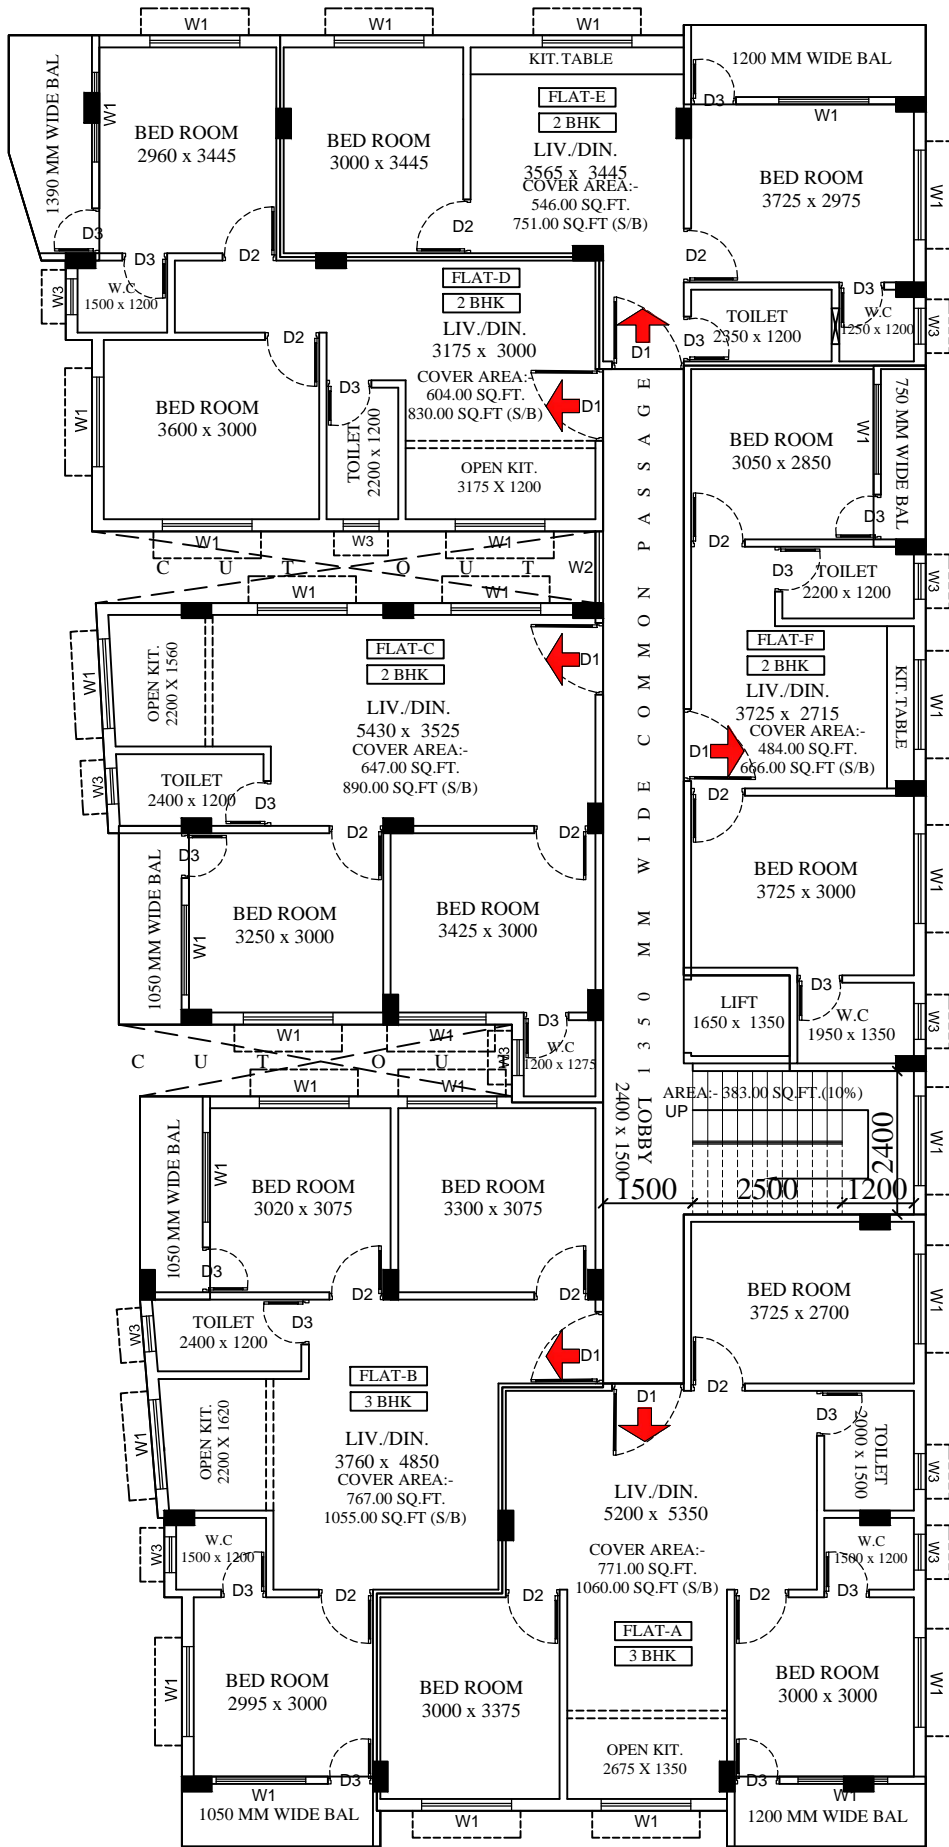 W1
W1
W1
KIT. TABLE
1200 MM WIDE BAL
D3
W1
1390 MM WIDE BAL
W1
BED ROOM
2960 x 3445
BED ROOM
3000 x 3445
FLAT-E
2 BHK
LIV./DIN.
3565 x 3445
COVER AREA:-
546.00 SQ.FT.
751.00 SQ.FT (S/B)
BED ROOM
3725 x 2975
W1
D3
D3
D2
D2
D2
W3
W.C
1500 x 1200
FLAT-D
2 BHK
LIV./DIN.
3175 x 3000
COVER AREA:-
604.00 SQ.FT.
830.00 SQ.FT (S/B)
D1
D1
TOILET
2350 x 1200
D3
D3
W.C
1250 x 1200
W3
D2
W1
BED ROOM
3600 x 3000
D3
TOILET
2200 x 1200
OPEN KIT.
3175 X 1200
BED ROOM
3050 x 2850
W1
750 MM WIDE BAL
D3
D2
W1
W3
W1
C U T O U T
W2
W1
W1
1350 MM WIDE COMMON PASSAGE
D3
TOILET
2200 x 1200
W3
W1
OPEN KIT.
2200 X 1560
FLAT-C
2 BHK
LIV./DIN.
5430 x 3525
COVER AREA:-
647.00 SQ.FT.
890.00 SQ.FT (S/B)
D1
FLAT-F
2 BHK
LIV./DIN.
3725 x 2715
COVER AREA:-
484.00 SQ.FT.
666.00 SQ.FT (S/B)
D1
KIT. TABLE
W1
W3
TOILET
2400 x 1200
D3
D2
D2
D2
D3
1050 MM WIDE BAL
W1
BED ROOM
3250 x 3000
BED ROOM
3425 x 3000
BED ROOM
3725 x 3000
W1
LIFT
1650 x 1350
D3
W.C
1950 x 1350
W3
W1
W1
D3
W3
W.C
1200 x 1275
C U T O U
W1
W1
LOBBY
2400 x 1500
AREA:- 383.00 SQ.FT.(10%)
UP
2400
1500
2500
1200
W1
1050 MM WIDE BAL
W1
BED ROOM
3020 x 3075
BED ROOM
3300 x 3075
D3
D2
D2
BED ROOM
3725 x 2700
W1
W3
TOILET
2400 x 1200
D3
D1
FLAT-B
3 BHK
LIV./DIN.
3760 x 4850
COVER AREA:-
767.00 SQ.FT.
1055.00 SQ.FT (S/B)
W1
OPEN KIT.
2200 X 1620
D1
D2
D3
TOILET
2000 x 1500
W3
LIV./DIN.
5200 x 5350
COVER AREA:-
771.00 SQ.FT.
1060.00 SQ.FT (S/B)
FLAT-A
3 BHK
W3
W.C
1500 x 1200
D3
D2
D2
D2
W.C
1500 x 1200
D3
W3
W1
BED ROOM
2995 x 3000
BED ROOM
3000 x 3375
BED ROOM
3000 x 3000
W1
OPEN KIT.
2675 X 1350
D3
D3
W1
1050 MM WIDE BAL
W1
W1
W1
1200 MM WIDE BAL